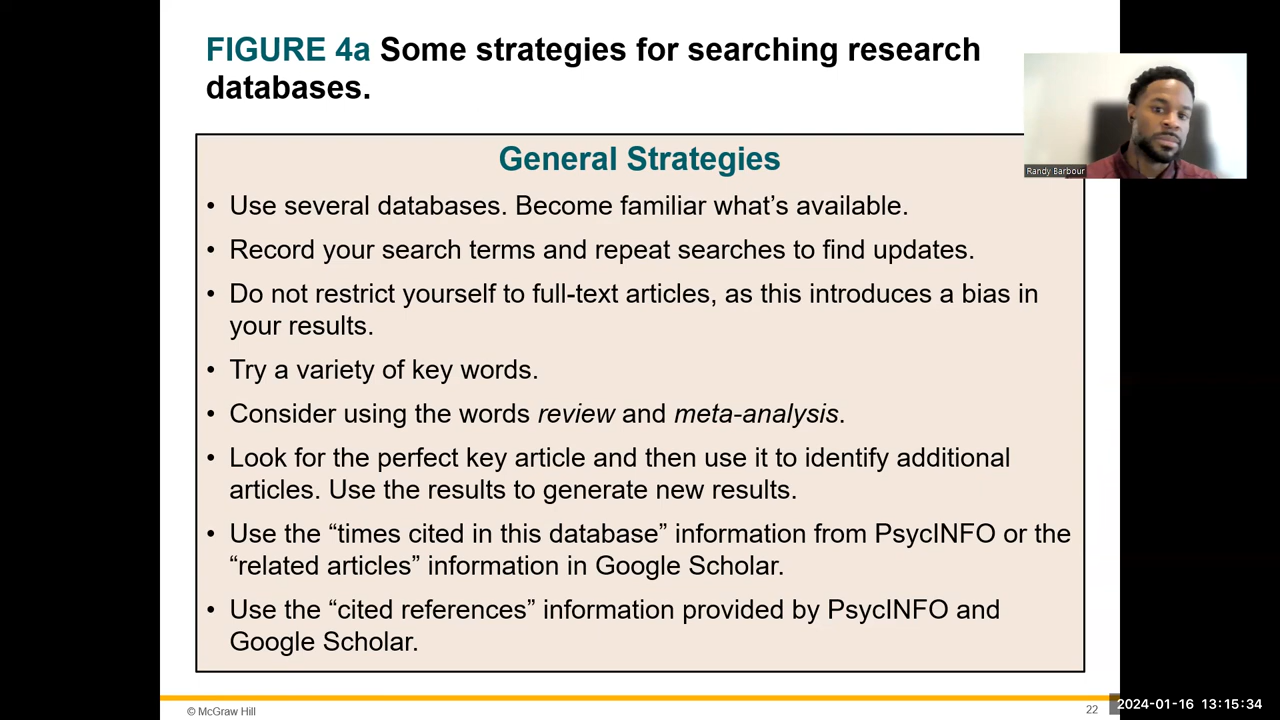 FIGURE 4a Some strategies for searching research
databases.
Randy Barbour
General Strategies
• Use several databases. Become familiar what’s available.
• Record your search terms and repeat searches to find updates.
• Do not restrict yourself to full-text articles, as this introduces a bias in
your results.
• Try a variety of key words.
• Consider using the words review and meta-analysis.
• Look for the perfect key article and then use it to identify additional
articles. Use the results to generate new results.
• Use the “times cited in this database” information from PsycINFO or the
“related articles” information in Google Scholar.
• Use the “cited references” information provided by PsycINFO and
Google Scholar.
© McGraw Hill
22
2024-01-16 13:15:34